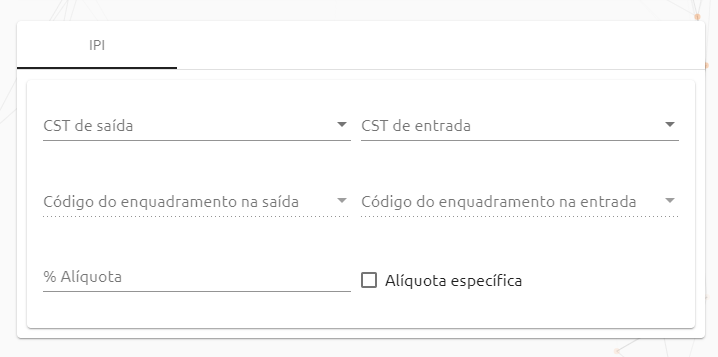 IPI
CST de saída
CST de entrada
Código do enquadramento na saída
Código do enquadramento na entrada
% Alíquota
Alíquota específica